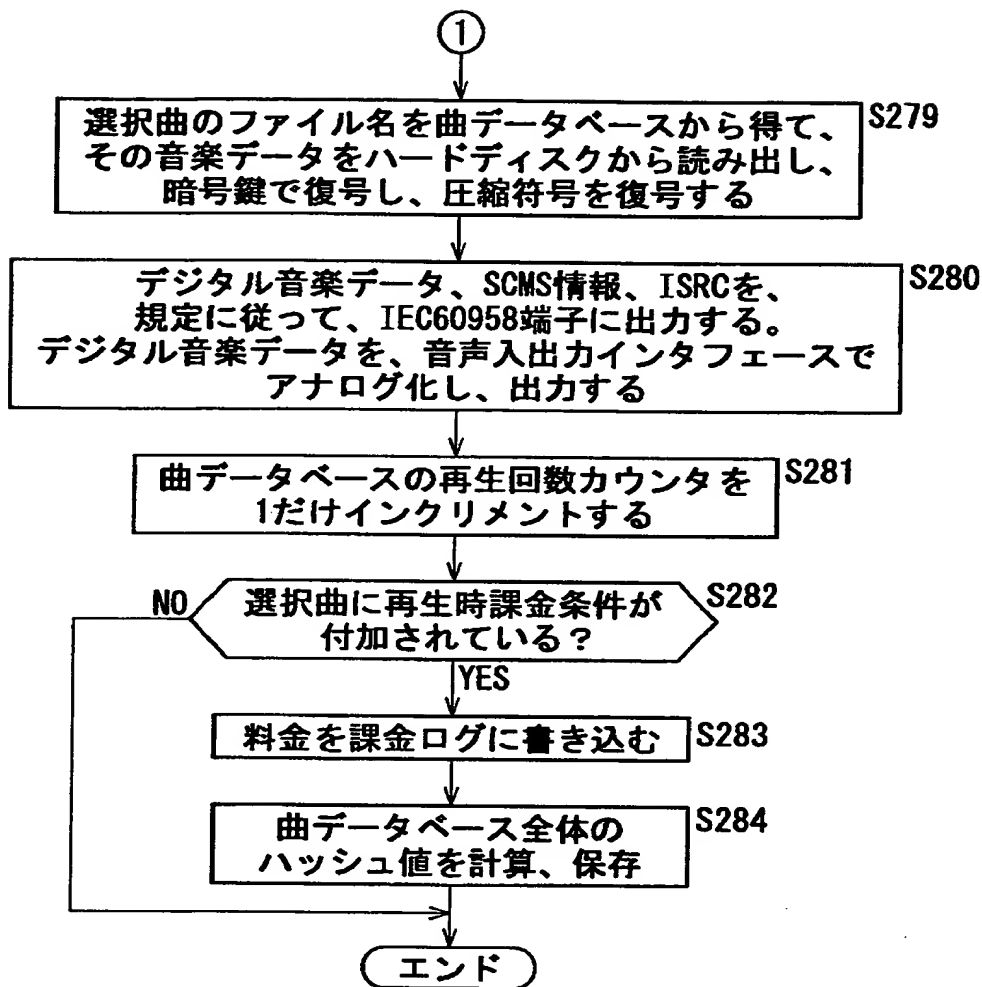 1
選択曲のファイル名を曲データベースから得て、
その音楽データをハードディスクから読み出し、
暗号鍵で復号し、圧縮符号を復号する
S279
デジタル音楽データ、SCMS情報、ISRCを、
規定に従って、IEC60958端子に出力する。
デジタル音楽データを、音声入出力インタフェースで
アナログ化し、出力する
S280
曲データベースの再生回数カウンタを
1だけインクリメントする
S281
選択曲に再生時課金条件が
付加されている?
S282
NO
YES
料金を課金ログに書き込む
S283
曲データベース全体の
ハッシュ値を計算、保存
S284
エンド